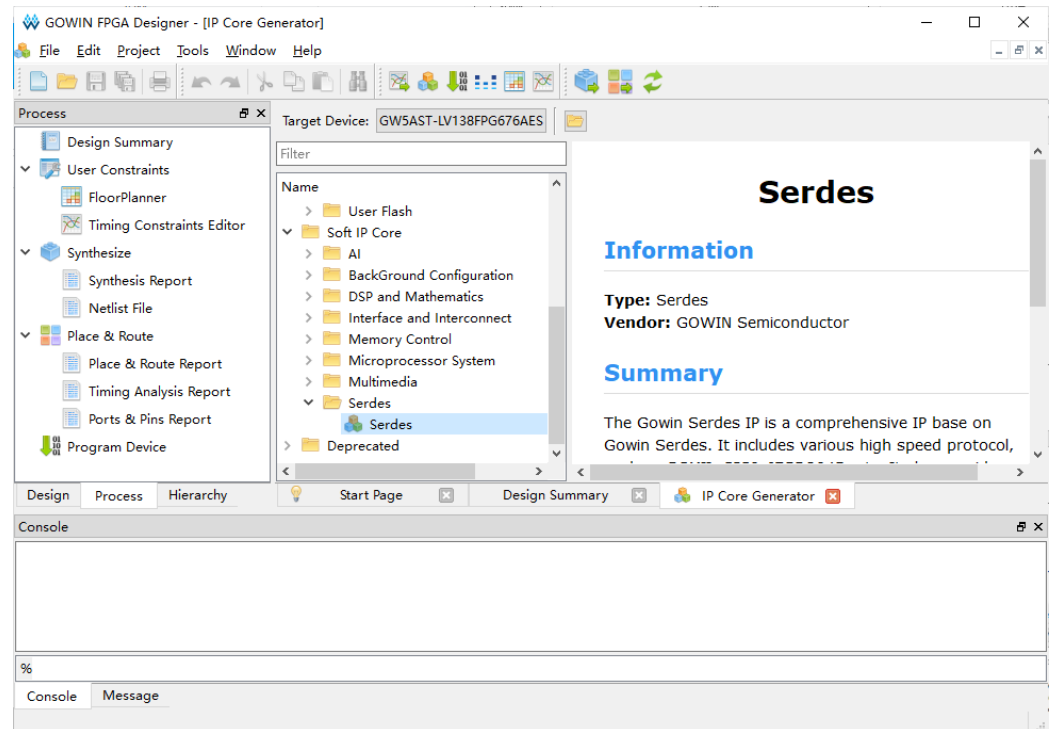 GOWIN FPGA Designer - [IP Core Generator]
File Edit Project Tools Window Help
Process
Design Summary
User Constraints
FloorPlanner
Timing Constraints Editor
Synthesize
Synthesis Report
Netlist File
Place & Route
Place & Route Report
Timing Analysis Report
Ports & Pins Report
Program Device
Design Process Hierarchy
Target Device: GW5AST-LV138FPG676AES
Filter
Name
User Flash
Soft IP Core
AI
BackGround Configuration
DSP and Mathematics
Interface and Interconnect
Memory Control
Microprocessor System
Multimedia
Serdes
Serdes
Deprecated
Serdes
Information
Type: Serdes
Vendor: GOWIN Semiconductor
Summary
The Gowin Serdes IP is a comprehensive IP base on
Gowin Serdes. It includes various high speed protocol,
Start Page Design Summary IP Core Generator
Console
%
Console Message